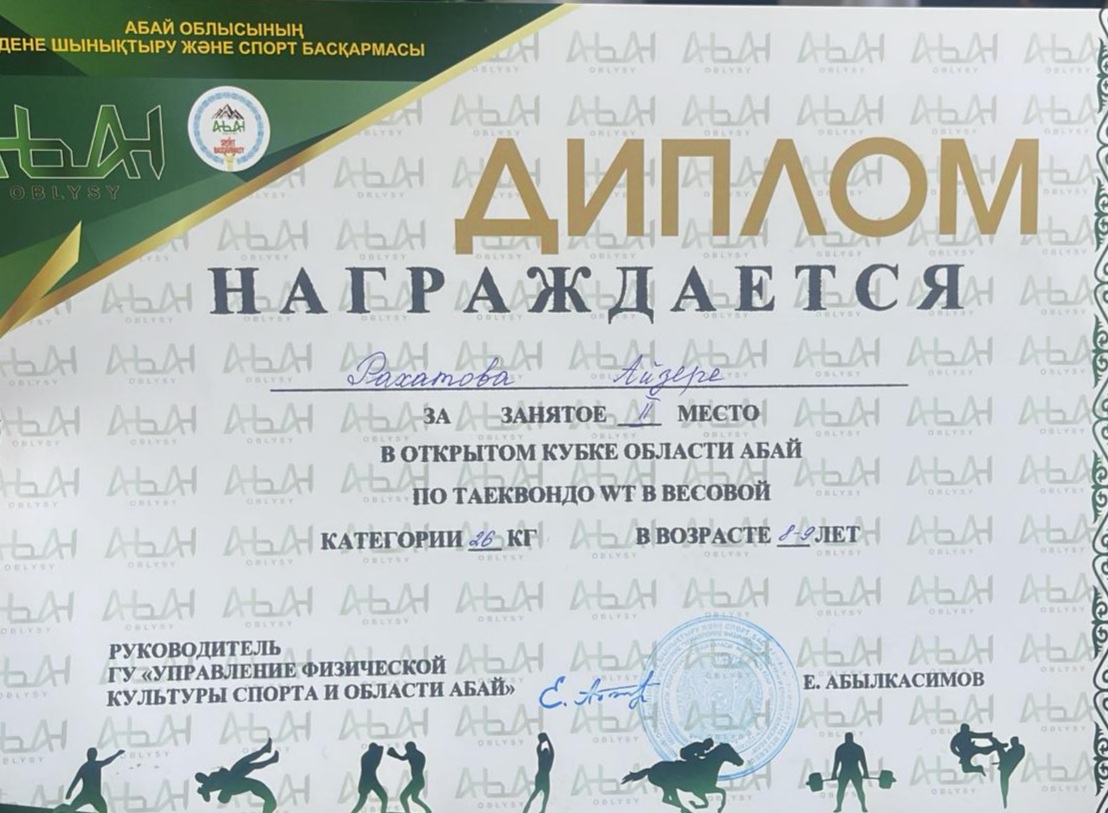 АБАЙ ОБЛЫСЫНЫҢ
ДЕНЕ ШЫНЫҚТЫРУ ЖӘНЕ СПОРТ БАСҚАРМАСЫ
АБАЙ
OBLYSY
ДИПЛОМ
НАГРАЖДАЕТСЯ
Рахатова Айзере
ЗА ЗАНЯТОЕ II МЕСТО
В ОТКРЫТОМ КУБКЕ ОБЛАСТИ АБАЙ
ПО ТАЕКВОНДО WT В ВЕСОВОЙ
КАТЕГОРИИ 26 КГ В ВОЗРАСТЕ 8-9 ЛЕТ
РУКОВОДИТЕЛЬ
ГУ «УПРАВЛЕНИЕ ФИЗИЧЕСКОЙ
КУЛЬТУРЫ СПОРТА И ОБЛАСТИ АБАЙ»
Е. АБЫЛКАСИМОВ